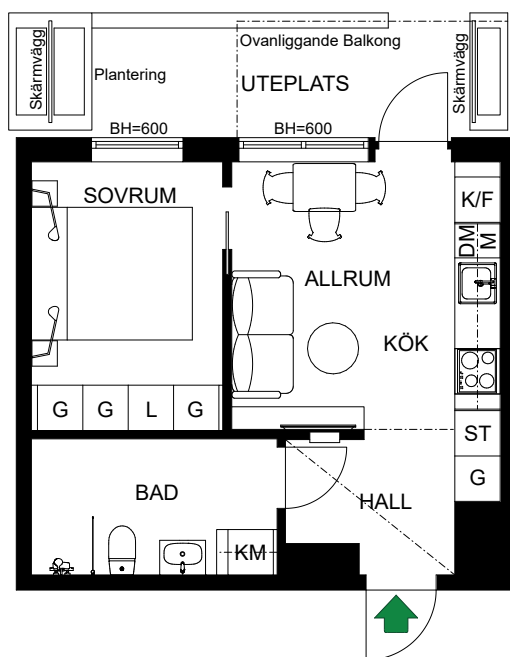 Ovanliggande Balkong
Skärmvägg
Plantering
UTEPLATS
Skärmvägg
BH=600
BH=600
SOVRUM
K/F
DM
M
ALLRUM
KÖK
G
G
L
G
ST
G
BAD
HALL
KM